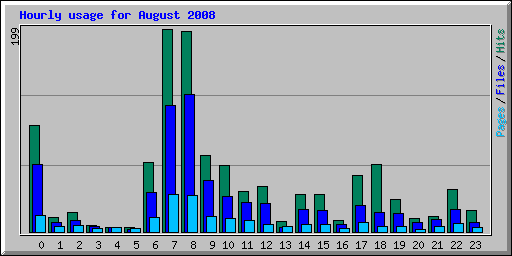 Hourly usage for August 2008
199
Pages / Files / Hits
0 1 2 3 4 5 6 7 8 9 10 11 12 13 14 15 16 17 18 19 20 21 22 23